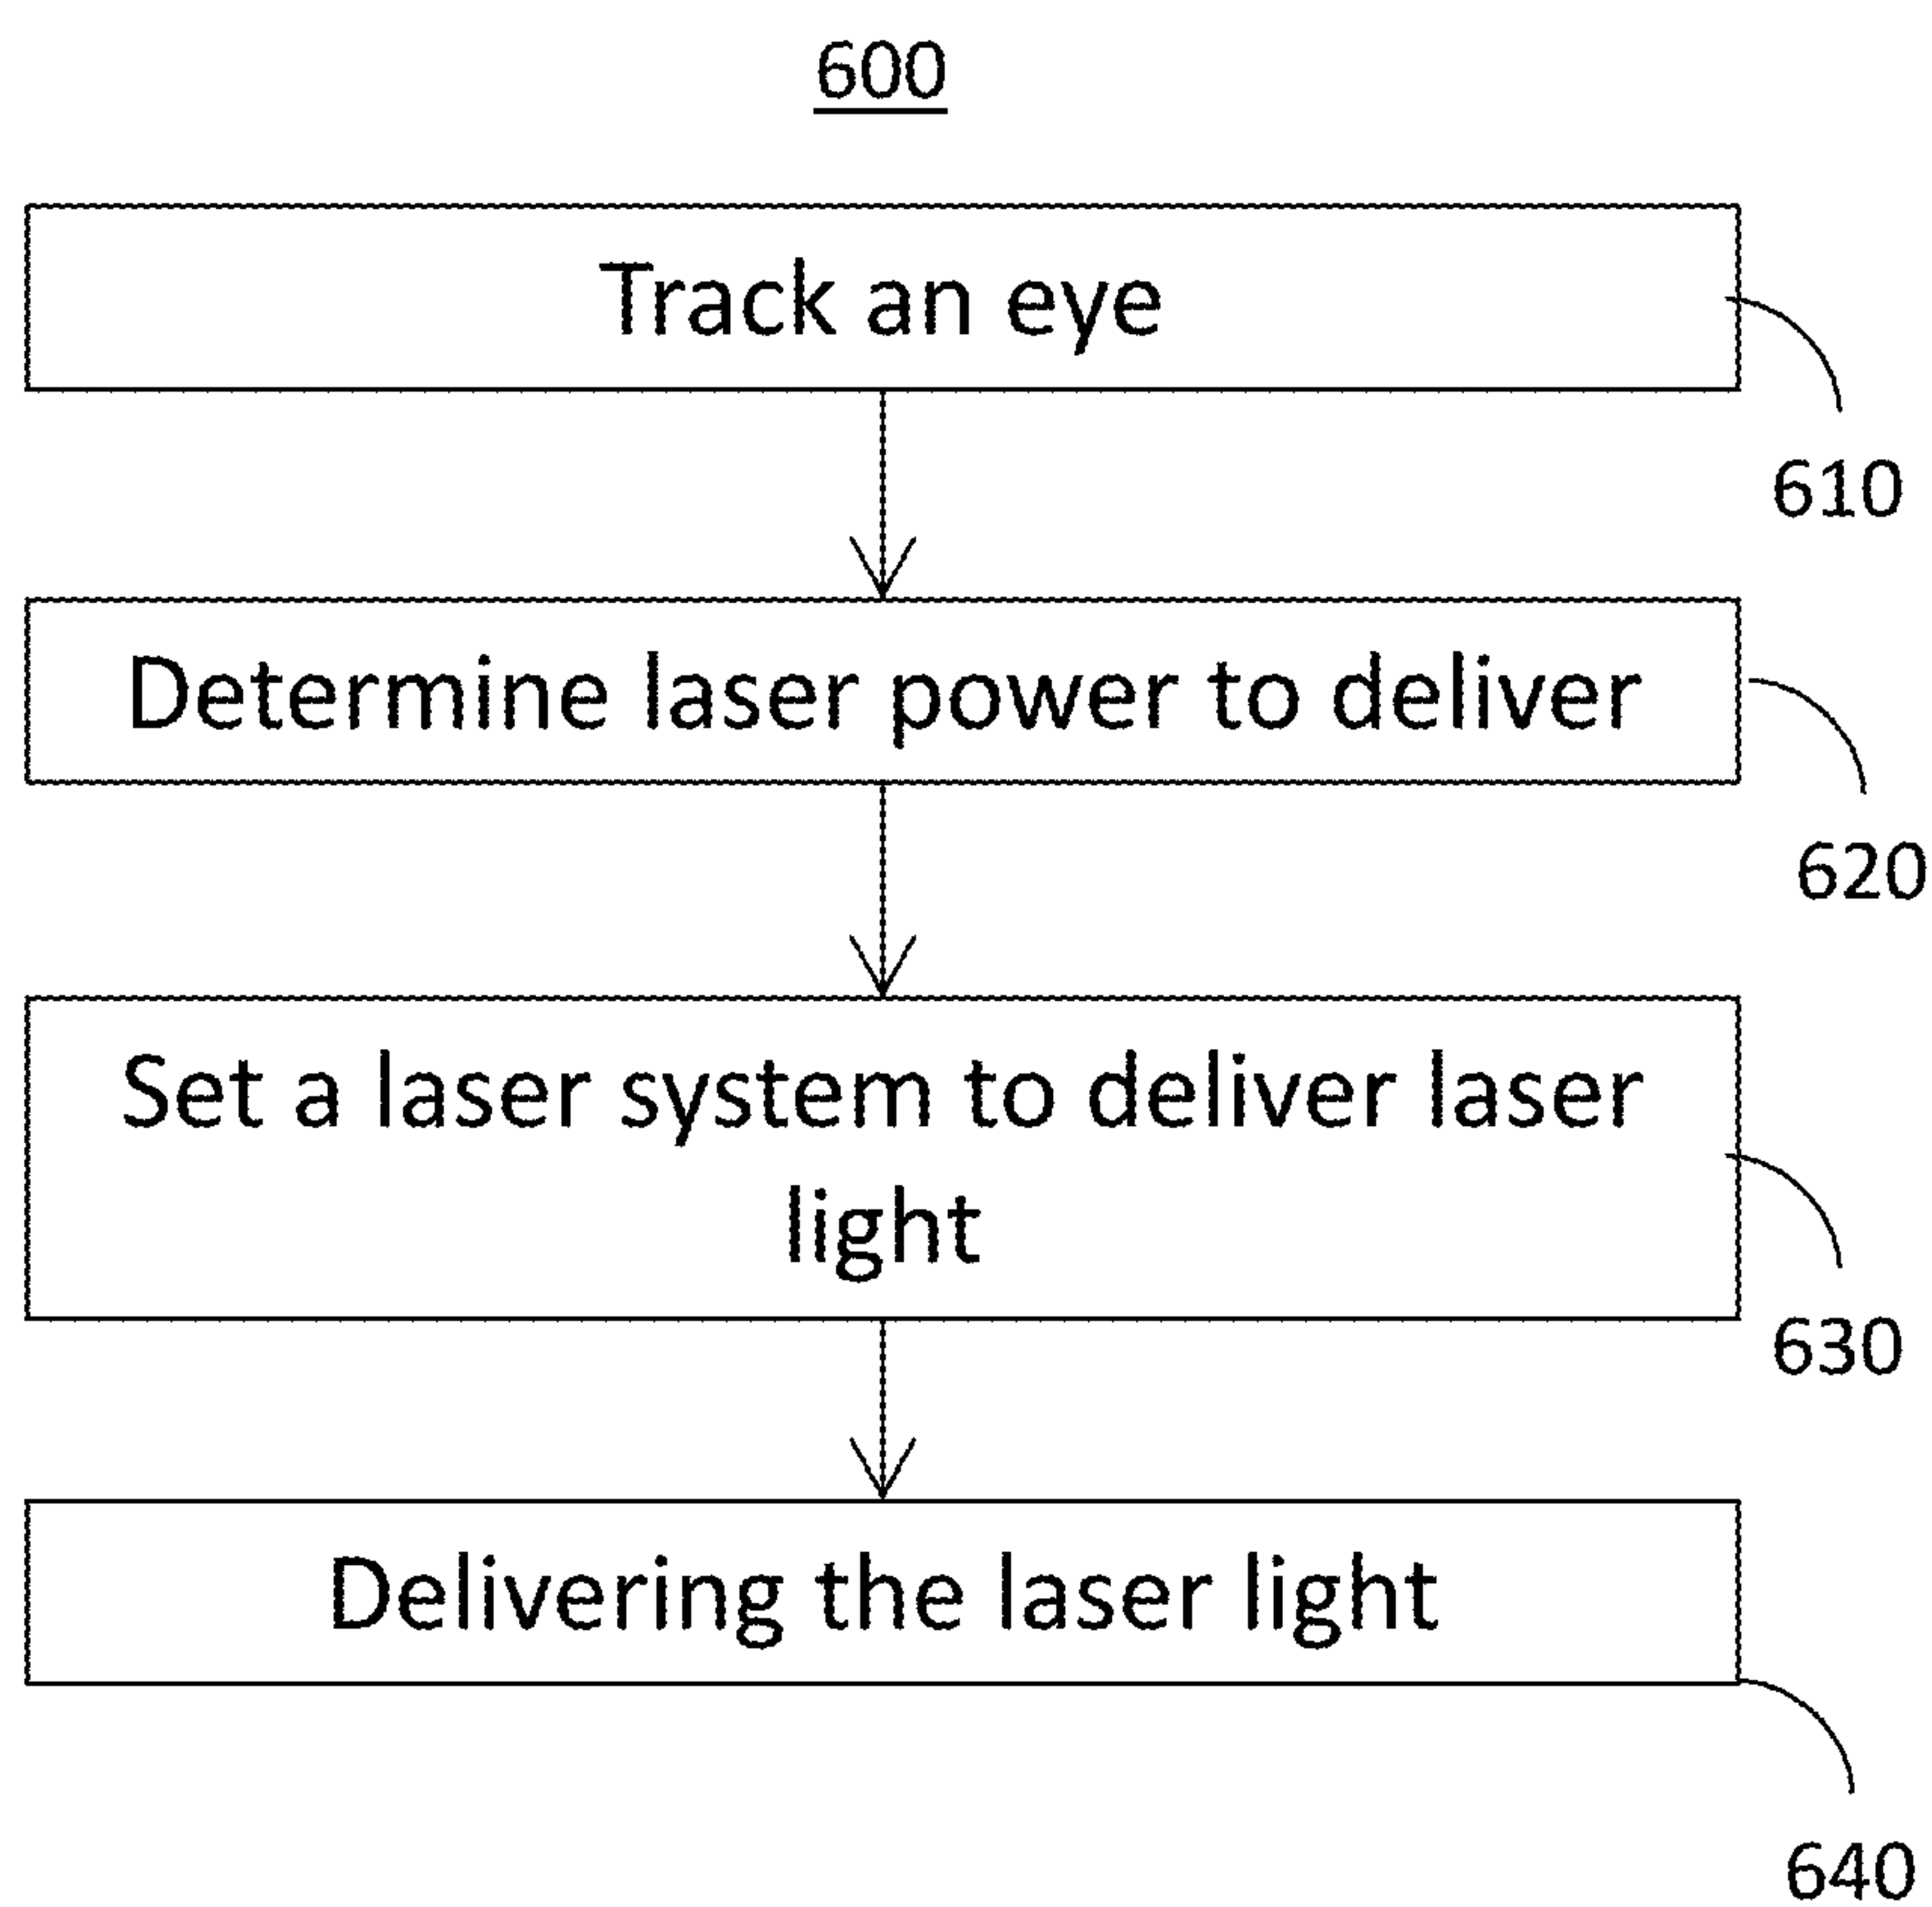 600
Track an eye
610
Determine laser power to deliver
620
Set a laser system to deliver laser
light
630
Delivering the laser light
640